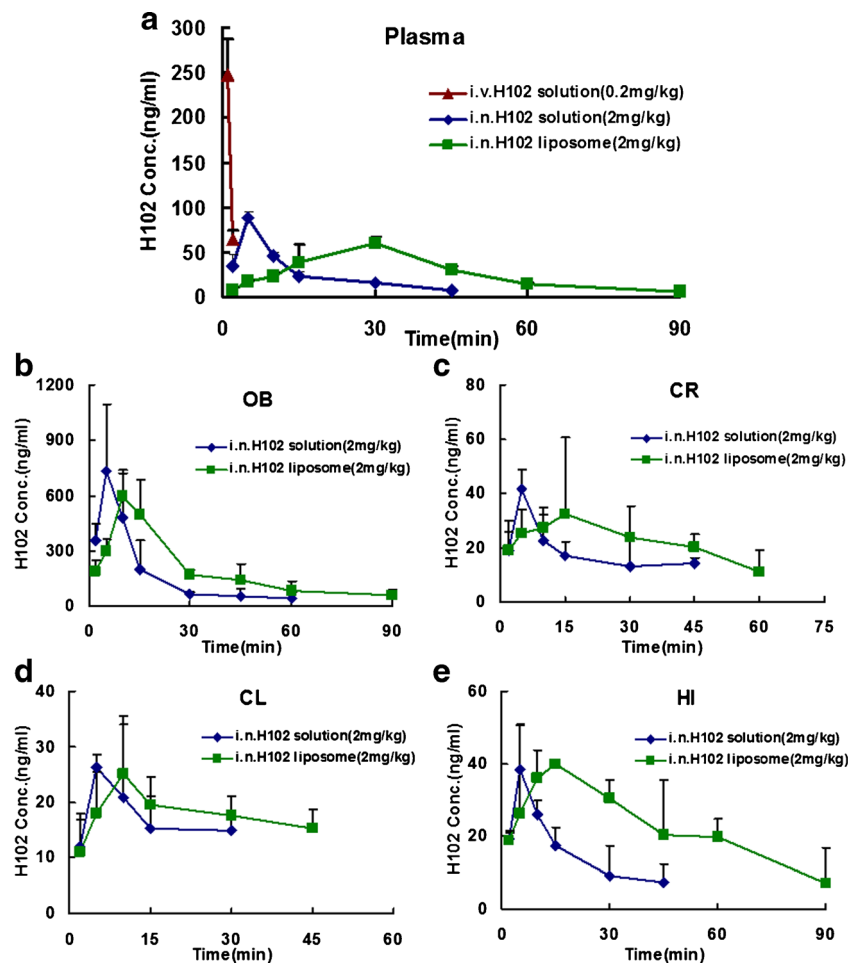 a
Plasma
H102 Conc.(ng/ml)
300
250
200
150
100
50
0
i.v.H102 solution(0.2mg/kg)
i.n.H102 solution(2mg/kg)
i.n.H102 liposome(2mg/kg)
0 30 60 90
Time(min)
b
OB
H102 Conc.(ng/ml)
1200
900
600
300
0
i.n.H102 solution(2mg/kg)
i.n.H102 liposome(2mg/kg)
0 30 60 90
Time(min)
c
CR
H102 Conc.(ng/ml)
80
60
40
20
0
i.n.H102 solution(2mg/kg)
i.n.H102 liposome(2mg/kg)
0 15 30 45 60 75
Time(min)
d
CL
H102 Conc.(ng/ml)
40
30
20
10
0
i.n.H102 solution(2mg/kg)
i.n.H102 liposome(2mg/kg)
0 15 30 45 60
Time(min)
e
HI
H102 Conc.(ng/ml)
60
40
20
0
i.n.H102 solution(2mg/kg)
i.n.H102 liposome(2mg/kg)
0 30 60 90
Time(min)